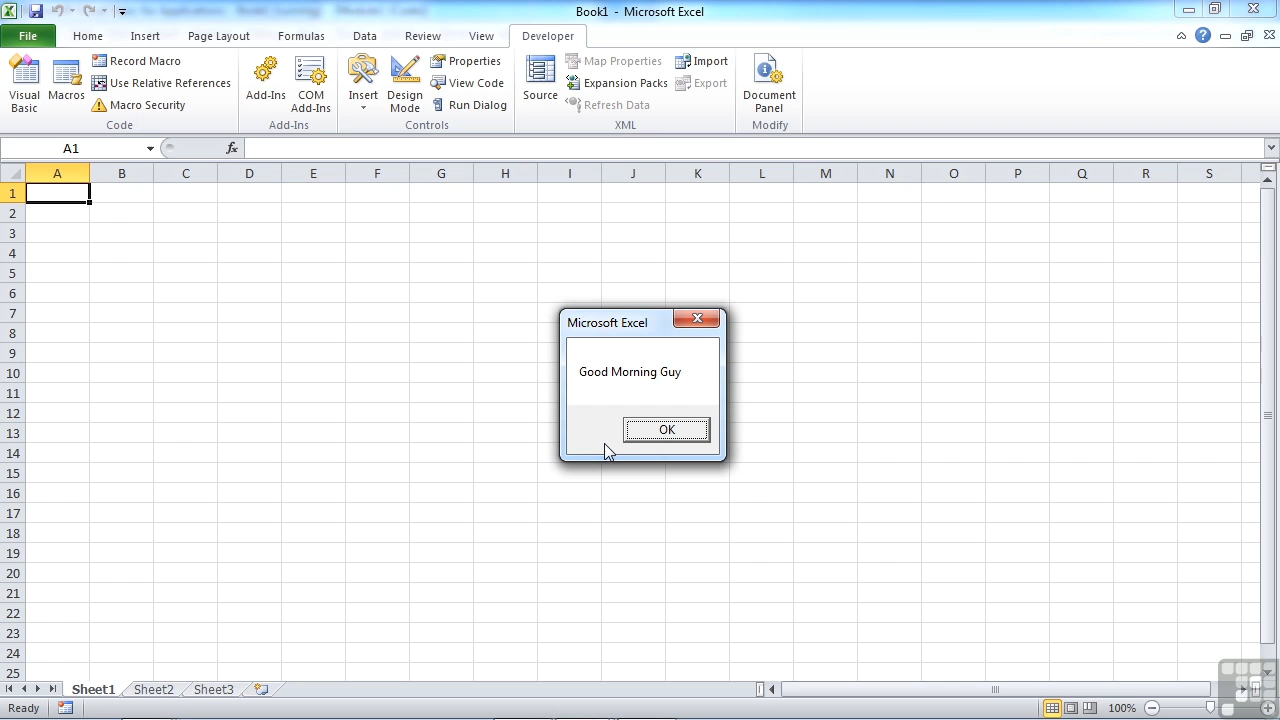 Book1 - Microsoft Excel
File Home Insert Page Layout Formulas Data Review View Developer
Visual Basic
Macros
Record Macro
Use Relative References
Macro Security
Code
Add-Ins
COM Add-Ins
Add-Ins
Insert
Design Mode
Properties
View Code
Run Dialog
Controls
Source
Map Properties
Expansion Packs
Refresh Data
Import
Export
XML
Document Panel
Modify
A1 fx
A B C D E F G H I J K L M N O P Q R S
1
2
3
4
5
6
7
8
9
10
11
12
13
14
15
16
17
18
19
20
21
22
23
24
25
Microsoft Excel
Good Morning Guy
OK
Sheet1 Sheet2 Sheet3
Ready 100%